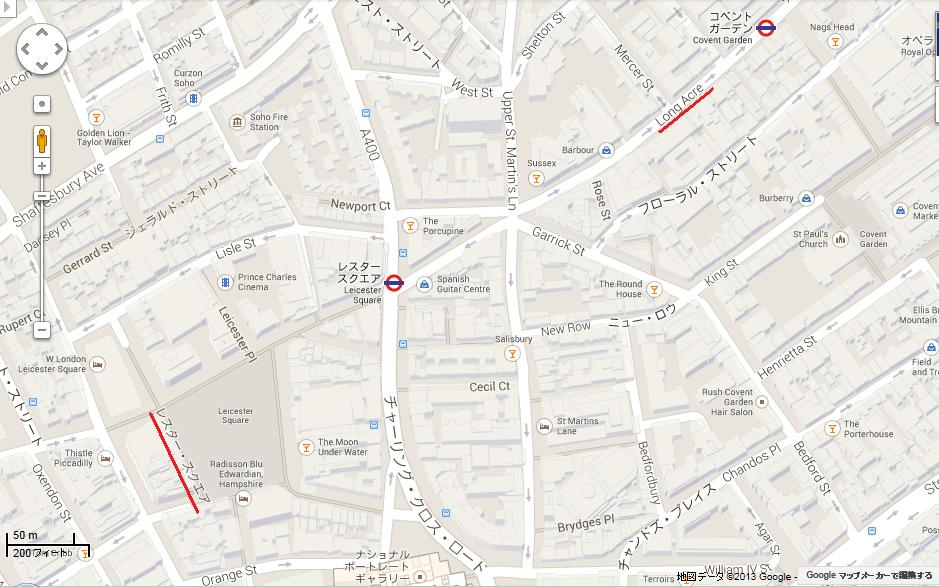 コベント
ガーデン
Covent Garden
Nags Head
オペラ
Royal Op
Romilly St
Shelton St
Mercer St
Curzon
Soho
West St
Frith St
Soho Fire
Station
Golden Lion -
Taylor Walker
A400
Upper St. Martin's Ln
Long Acre
Barbour
Sussex
Shaftesbury Ave
Dansey Pl
Gerrard St
ジェラルド・ストリート
Newport Ct
The
Porcupine
Rose St
フローラル・ストリート
Burberry
Covent
Market
St Paul's
Church
Covent
Garden
Garrick St
King St
Lisle St
レスター
スクエア
Leicester
Square
Spanish
Guitar Centre
Prince Charles
Cinema
The Round
House
Rupert Ct
Leicester Pl
New Row
ニュー・ロウ
Salisbury
Henrietta St
Mountain
W.London
Leicester Square
Cecil Ct
Field
Rush Covent
Garden
Hair Salon
レスター・スクエア
Leicester
Square
St Martins
Lane
The
Porterhouse
The Moon
Under Water
Thistle
Piccadilly
Radisson Blu
Edwardian,
Hampshire
Oxendon St
チャーリング・クロス・ロード
Bedfordbury
チャンドス・プレイス
Chandos Pl
Bedford St
Agar St
Brydges Pl
50 m
200 フィート
Orange St
ナショナル
ポートレート
ギャラリー
Terroirs
William IV St
地図データ ©2013 Google -
Google マップメーカーで編集する